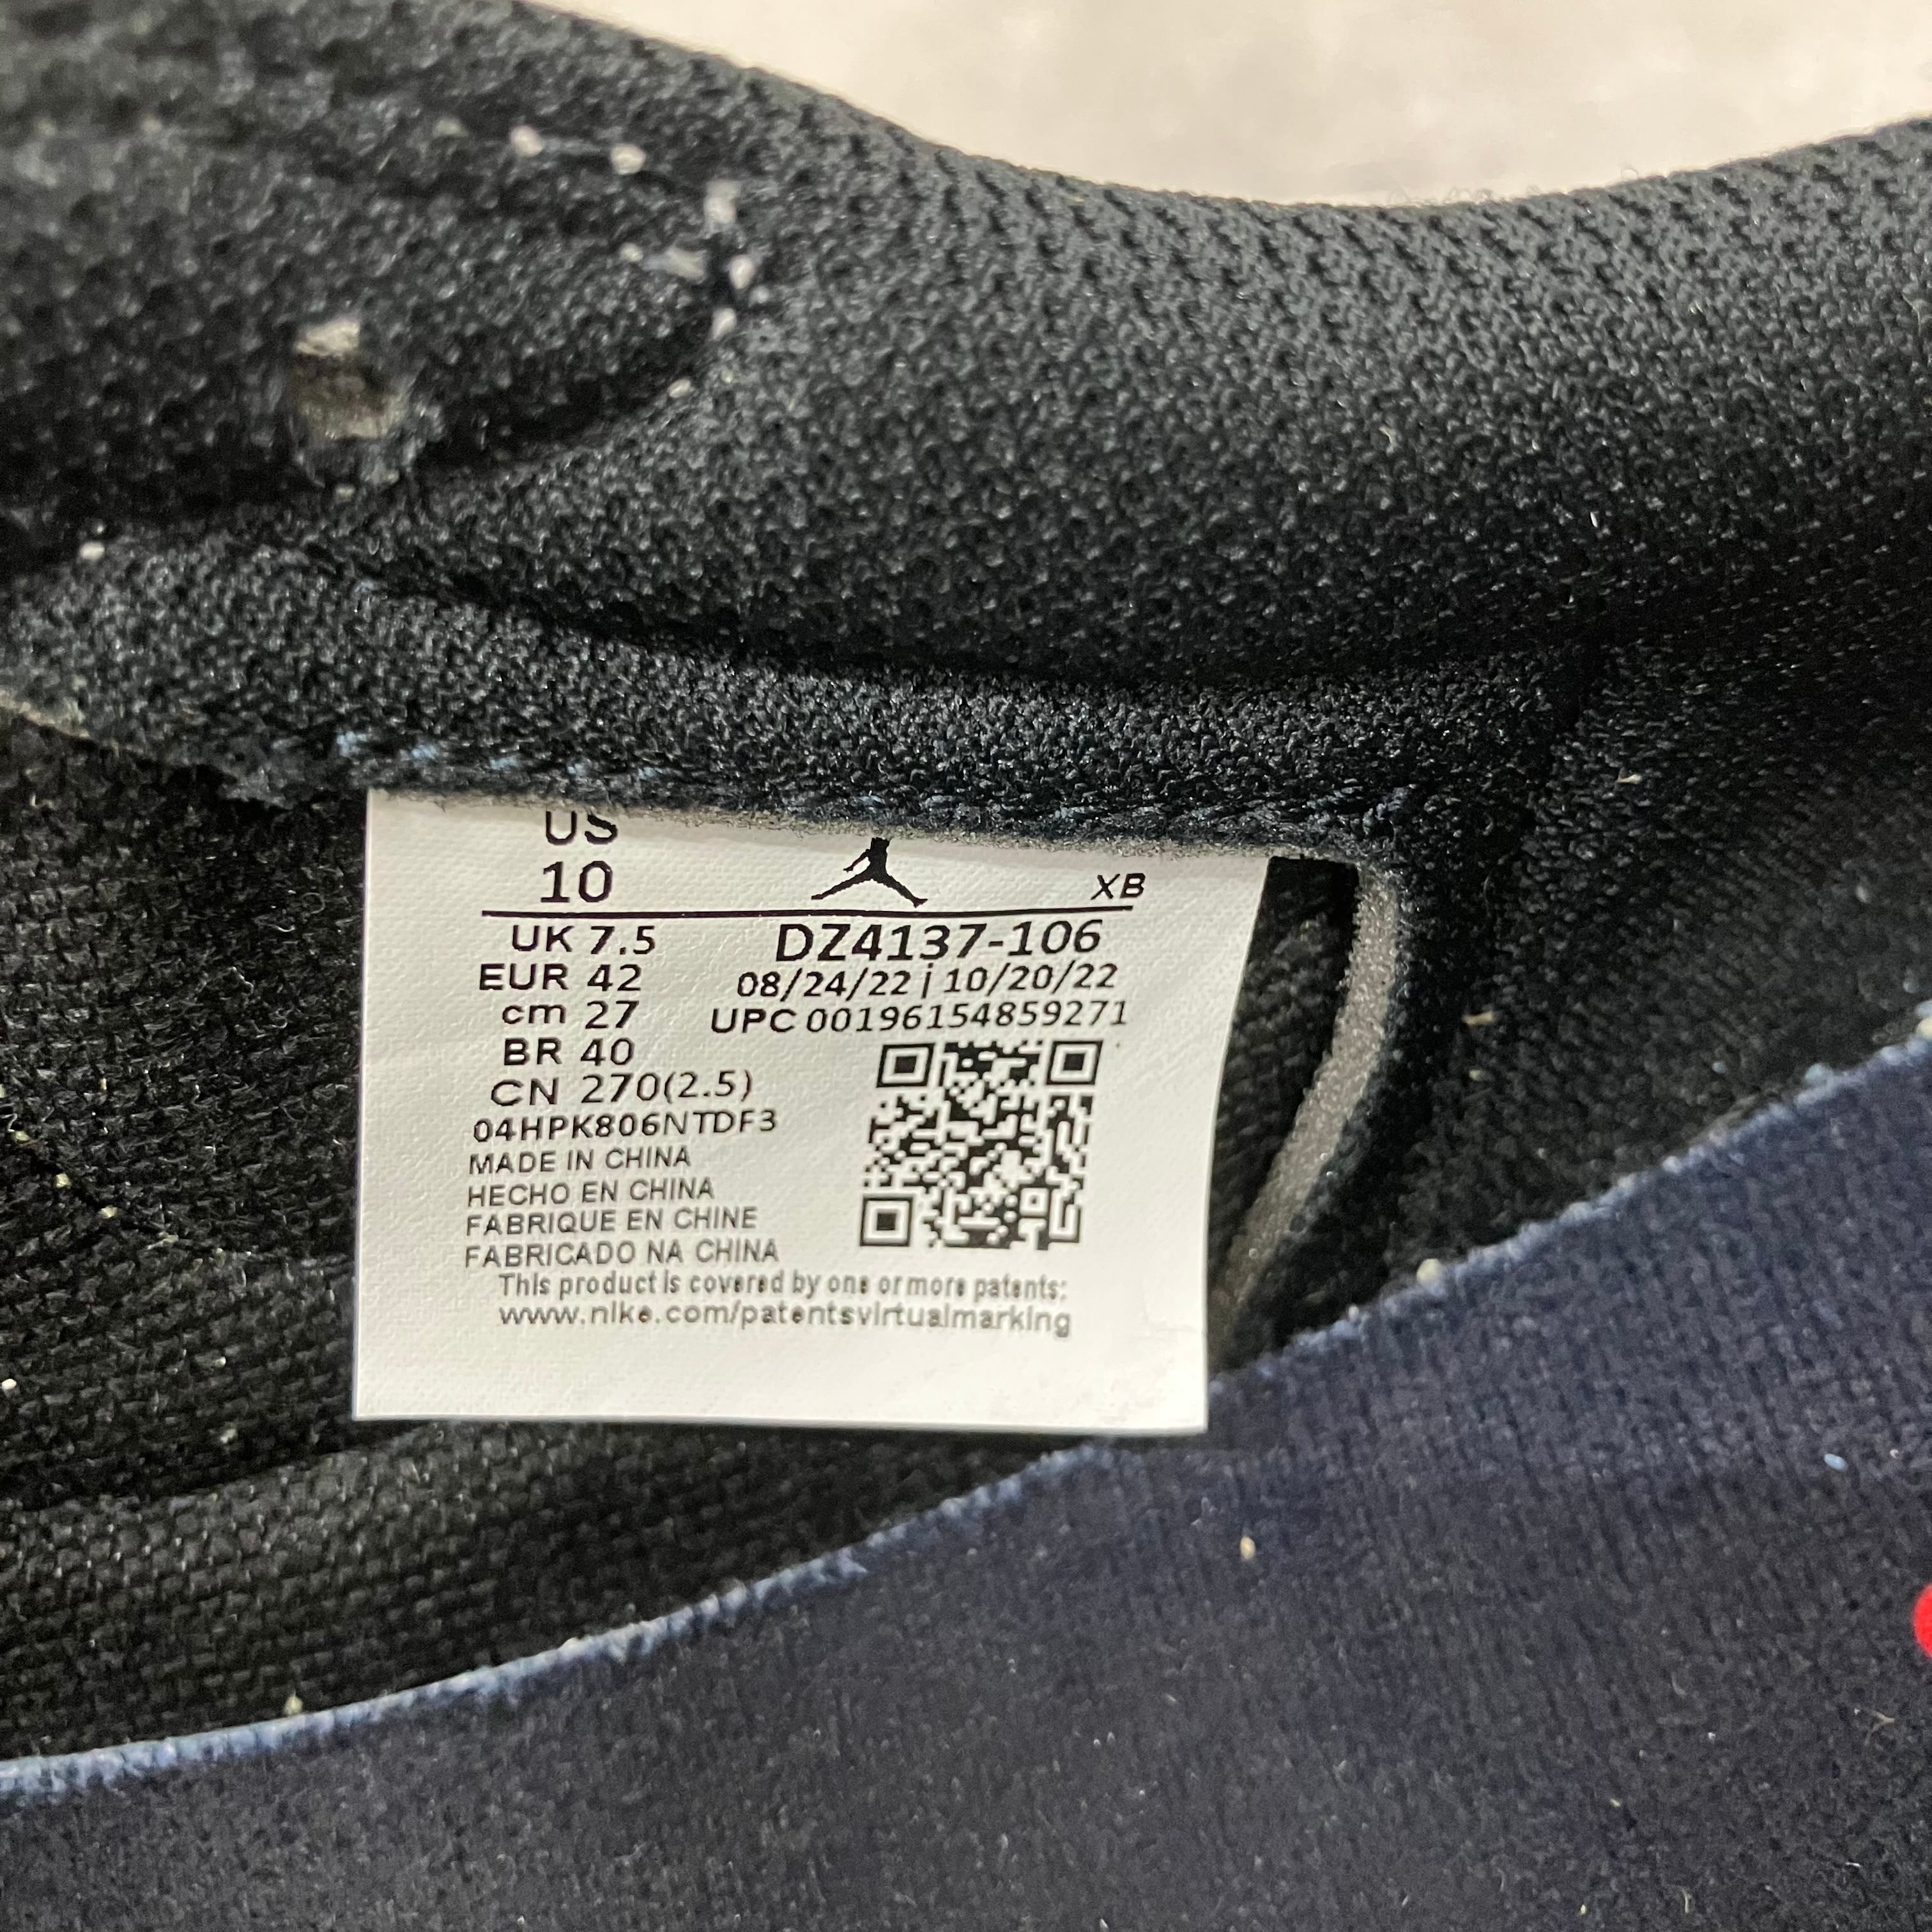 US
10
XB
UK 7.5
DZ4137-106
EUR 42
08/24/22 | 10/20/22
cm 27
UPC 00196154859271
BR 40
CN 270(2.5)
04HPK806NTDF3
MADE IN CHINA
HECHO EN CHINA
FABRIQUE EN CHINE
FABRICADO NA CHINA
This product is covered by one or more patents:
www.nike.com/patentsvirtualmarking